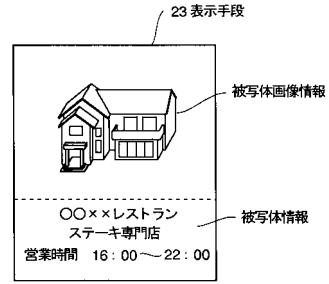 23 表示手段
被写体画像情報
〇〇××レストラン
ステーキ専門店
営業時間 16:00～22:00
被写体情報